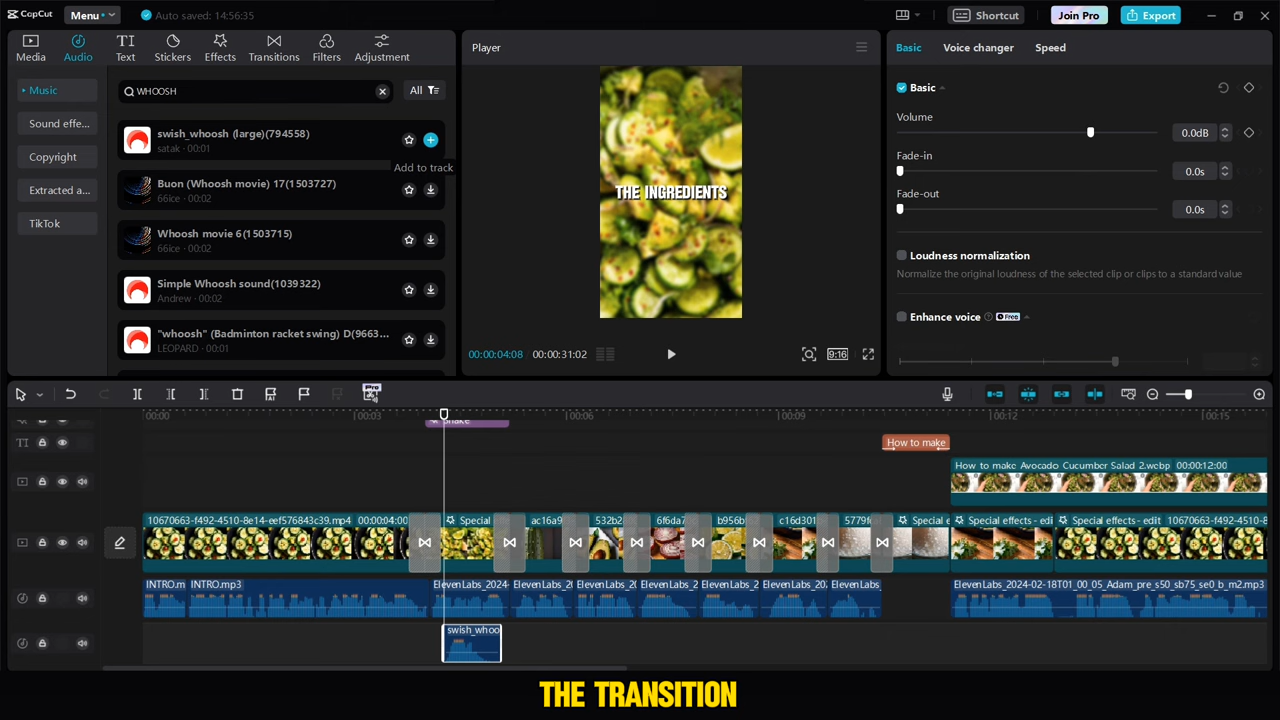 CapCut
Menu
Auto saved: 14:56:35
Shortcut
Join Pro
Export
Media
Audio
Text
Stickers
Effects
Transitions
Filters
Adjustment
Music
Sound effe...
Copyright
Extracted a...
TikTok
WHOOSH
All
swish_whoosh (large)(794558)
satak · 00:01
Add to track
Buon (Whoosh movie) 17(1503727)
66ice · 00:02
Whoosh movie 6(1503715)
66ice · 00:02
Simple Whoosh sound(1039322)
Andrew · 00:02
"whoosh" (Badminton racket swing) D(9663...
LEOPARD · 00:01
Player
THE INGREDIENTS
00:00:04:08
00:00:31:02
9:16
Basic
Voice changer
Speed
Basic
Volume
0.0dB
Fade-in
0.0s
Fade-out
0.0s
Loudness normalization
Normalize the original loudness of the selected clip or clips to a standard value
Enhance voice
Free
Pro
00:00
00:03
00:06
00:09
00:12
00:15
Shake
TI
How to make
How to make Avocado Cucumber Salad 2.webp 00:00:12:00
10670663-f492-4510-8e14-eef576843c39.mp4 00:00:04:00
Special
ac16a9
532b2
6f6da7
b956b
c16d301
5779f
Special e
Special effects - edi
Special effects - edit 10670663-f492-4510-8
INTRO.m
INTRO.mp3
ElevenLabs_2024-
ElevenLabs_20
ElevenLabs_20
ElevenLabs_2
ElevenLabs_2
ElevenLabs_202
ElevenLabs
ElevenLabs_2024-02-18T01_00_05_Adam_pre_s50_sb75_se0_b_m2.mp3
swish_whoo
THE TRANSITION